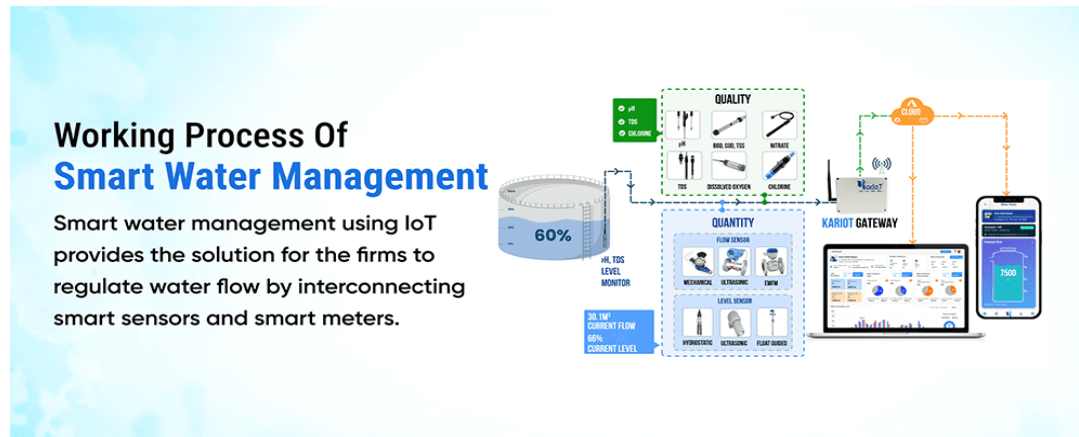 Working Process Of
Smart Water Management
Smart water management using IoT
provides the solution for the firms to
regulate water flow by interconnecting
smart sensors and smart meters.
60%
pH, TDS
LEVEL
MONITOR
pH
TDS
CHLORINE
QUALITY
pH
BOD, COD, TSS
NITRATE
TDS
DISSOLVED OXYGEN
CHLORINE
QUANTITY
FLOW SENSOR
MECHANICAL
ULTRASONIC
EMFM
LEVEL SENSOR
HYDROSTATIC
ULTRASONIC
FLOAT GUIDED
30.1M³
CURRENT FLOW
66%
CURRENT LEVEL
KARIOT GATEWAY
CLOUD
7500